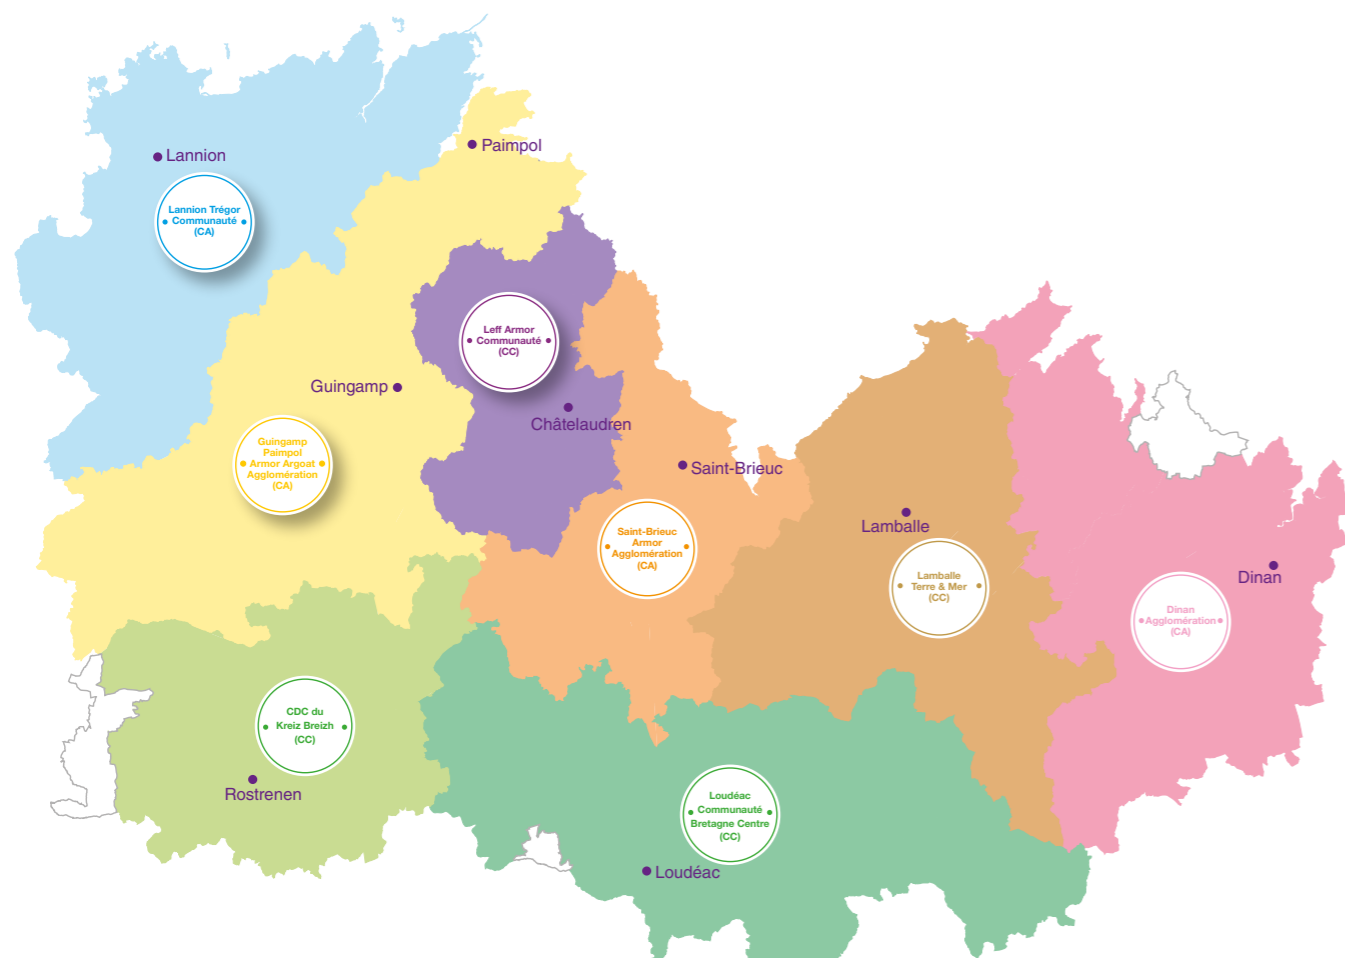 Paimpol
Lannion
Lannion Trégor
Communauté
(CA)
Leff Armor
Communauté
(CC)
Guingamp
Châtelaudren
Guingamp
Paimpol
Armor Argoat
Agglomération
(CA)
Saint-Brieuc
Saint-Brieuc
Armor
Agglomération
(CA)
Lamballe
Lamballe
Terre & Mer
(CC)
Dinan
Dinan
Agglomération
(CA)
CDC du
Kreiz Breizh
(CC)
Rostrenen
Loudéac
Communauté
Bretagne Centre
(CC)
Loudéac